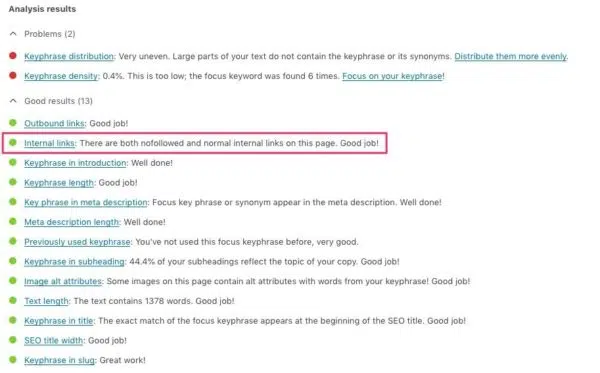 Analysis results
Problems (2)
Keyphrase distribution: Very uneven. Large parts of your text do not contain the keyphrase or its synonyms. Distribute them more evenly.
Keyphrase density: 0.4%. This is too low; the focus keyword was found 6 times. Focus on your keyphrase!
Good results (13)
Outbound links: Good job!
Internal links: There are both nofollowed and normal internal links on this page. Good job!
Keyphrase in introduction: Well done!
Keyphrase length: Good job!
Key phrase in meta description: Focus key phrase or synonym appear in the meta description. Well done!
Meta description length: Well done!
Previously used keyphrase: You've not used this focus keyphrase before, very good.
Keyphrase in subheading: 44.4% of your subheadings reflect the topic of your copy. Good job!
Image alt attributes: Some images on this page contain alt attributes with words from your keyphrase! Good job!
Text length: The text contains 1378 words. Good job!
Keyphrase in title: The exact match of the focus keyphrase appears at the beginning of the SEO title. Good job!
SEO title width: Good job!
Keyphrase in slug: Great work!